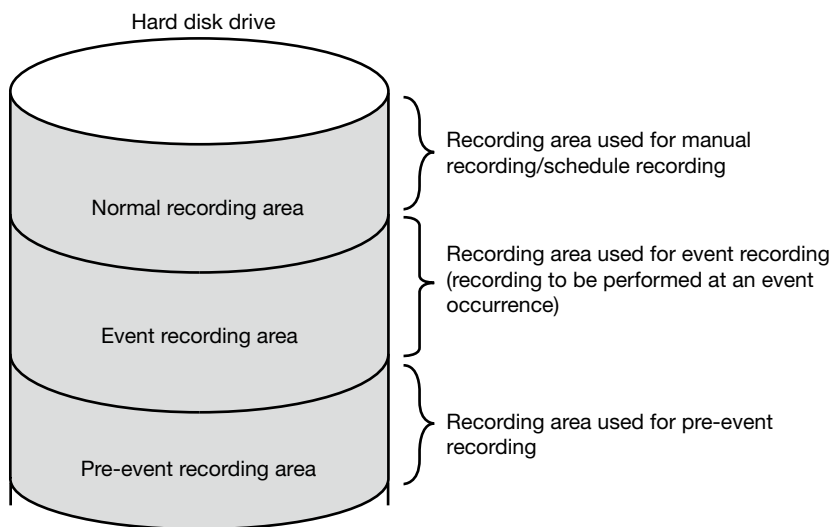 Hard disk drive
Recording area used for manual
recording/schedule recording
Normal recording area
Recording area used for event recording
(recording to be performed at an event
occurrence)
Event recording area
Recording area used for pre-event
recording
Pre-event recording area